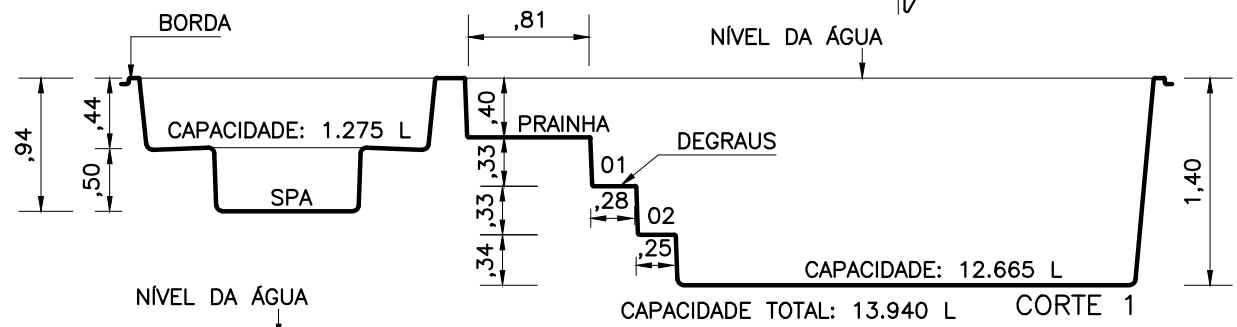 BORDA
,81
NÍVEL DA ÁGUA
,94
,44
,50
CAPACIDADE: 1.275 L
SPA
,40
PRAINHA
,33
01
DEGRAUS
,28
,33
02
,25
,34
1,40
CAPACIDADE: 12.665 L
NÍVEL DA ÁGUA
CAPACIDADE TOTAL: 13.940 L
CORTE 1